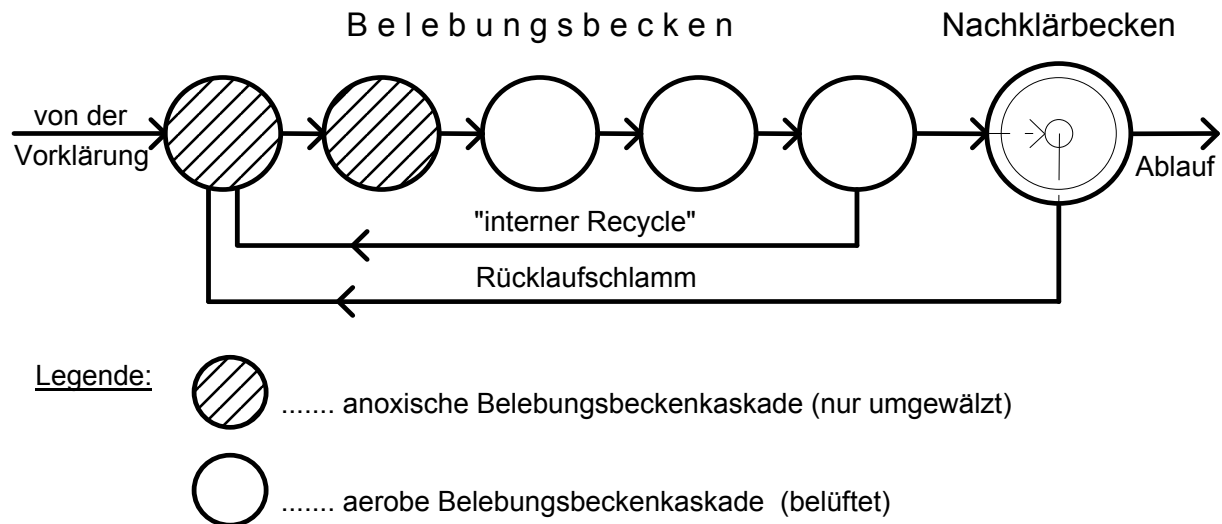 B e l e b u n g s b e c k e n
Nachklärbecken
von der
Vorklärung
Ablauf
"interner Recycle"
Rücklaufschlamm
Legende:
....... anoxische Belebungsbeckenkaskade (nur umgewälzt)
....... aerobe Belebungsbeckenkaskade (belüftet)